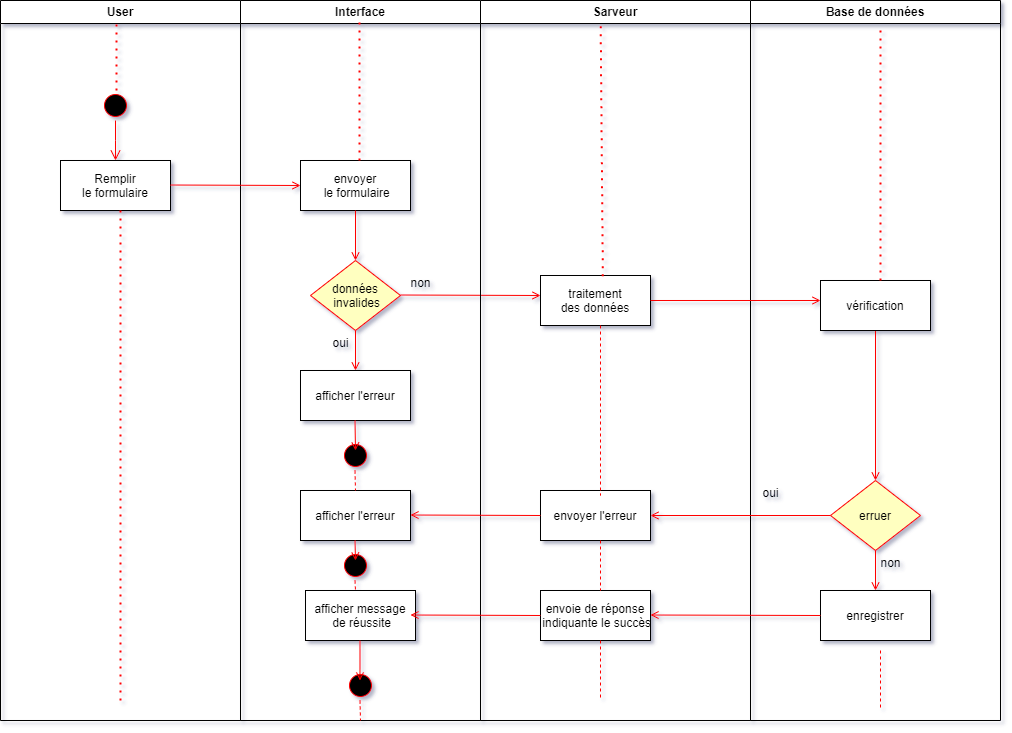 User
Interface
Sarveur
Base de données
Remplir
le formulaire
envoyer
le formulaire
données
invalides
non
traitement
des données
vérification
oui
afficher l'erreur
oui
erruer
envoyer l'erreur
afficher l'erreur
non
enregistrer
envoie de réponse
indiquante le succès
afficher message
de réussite